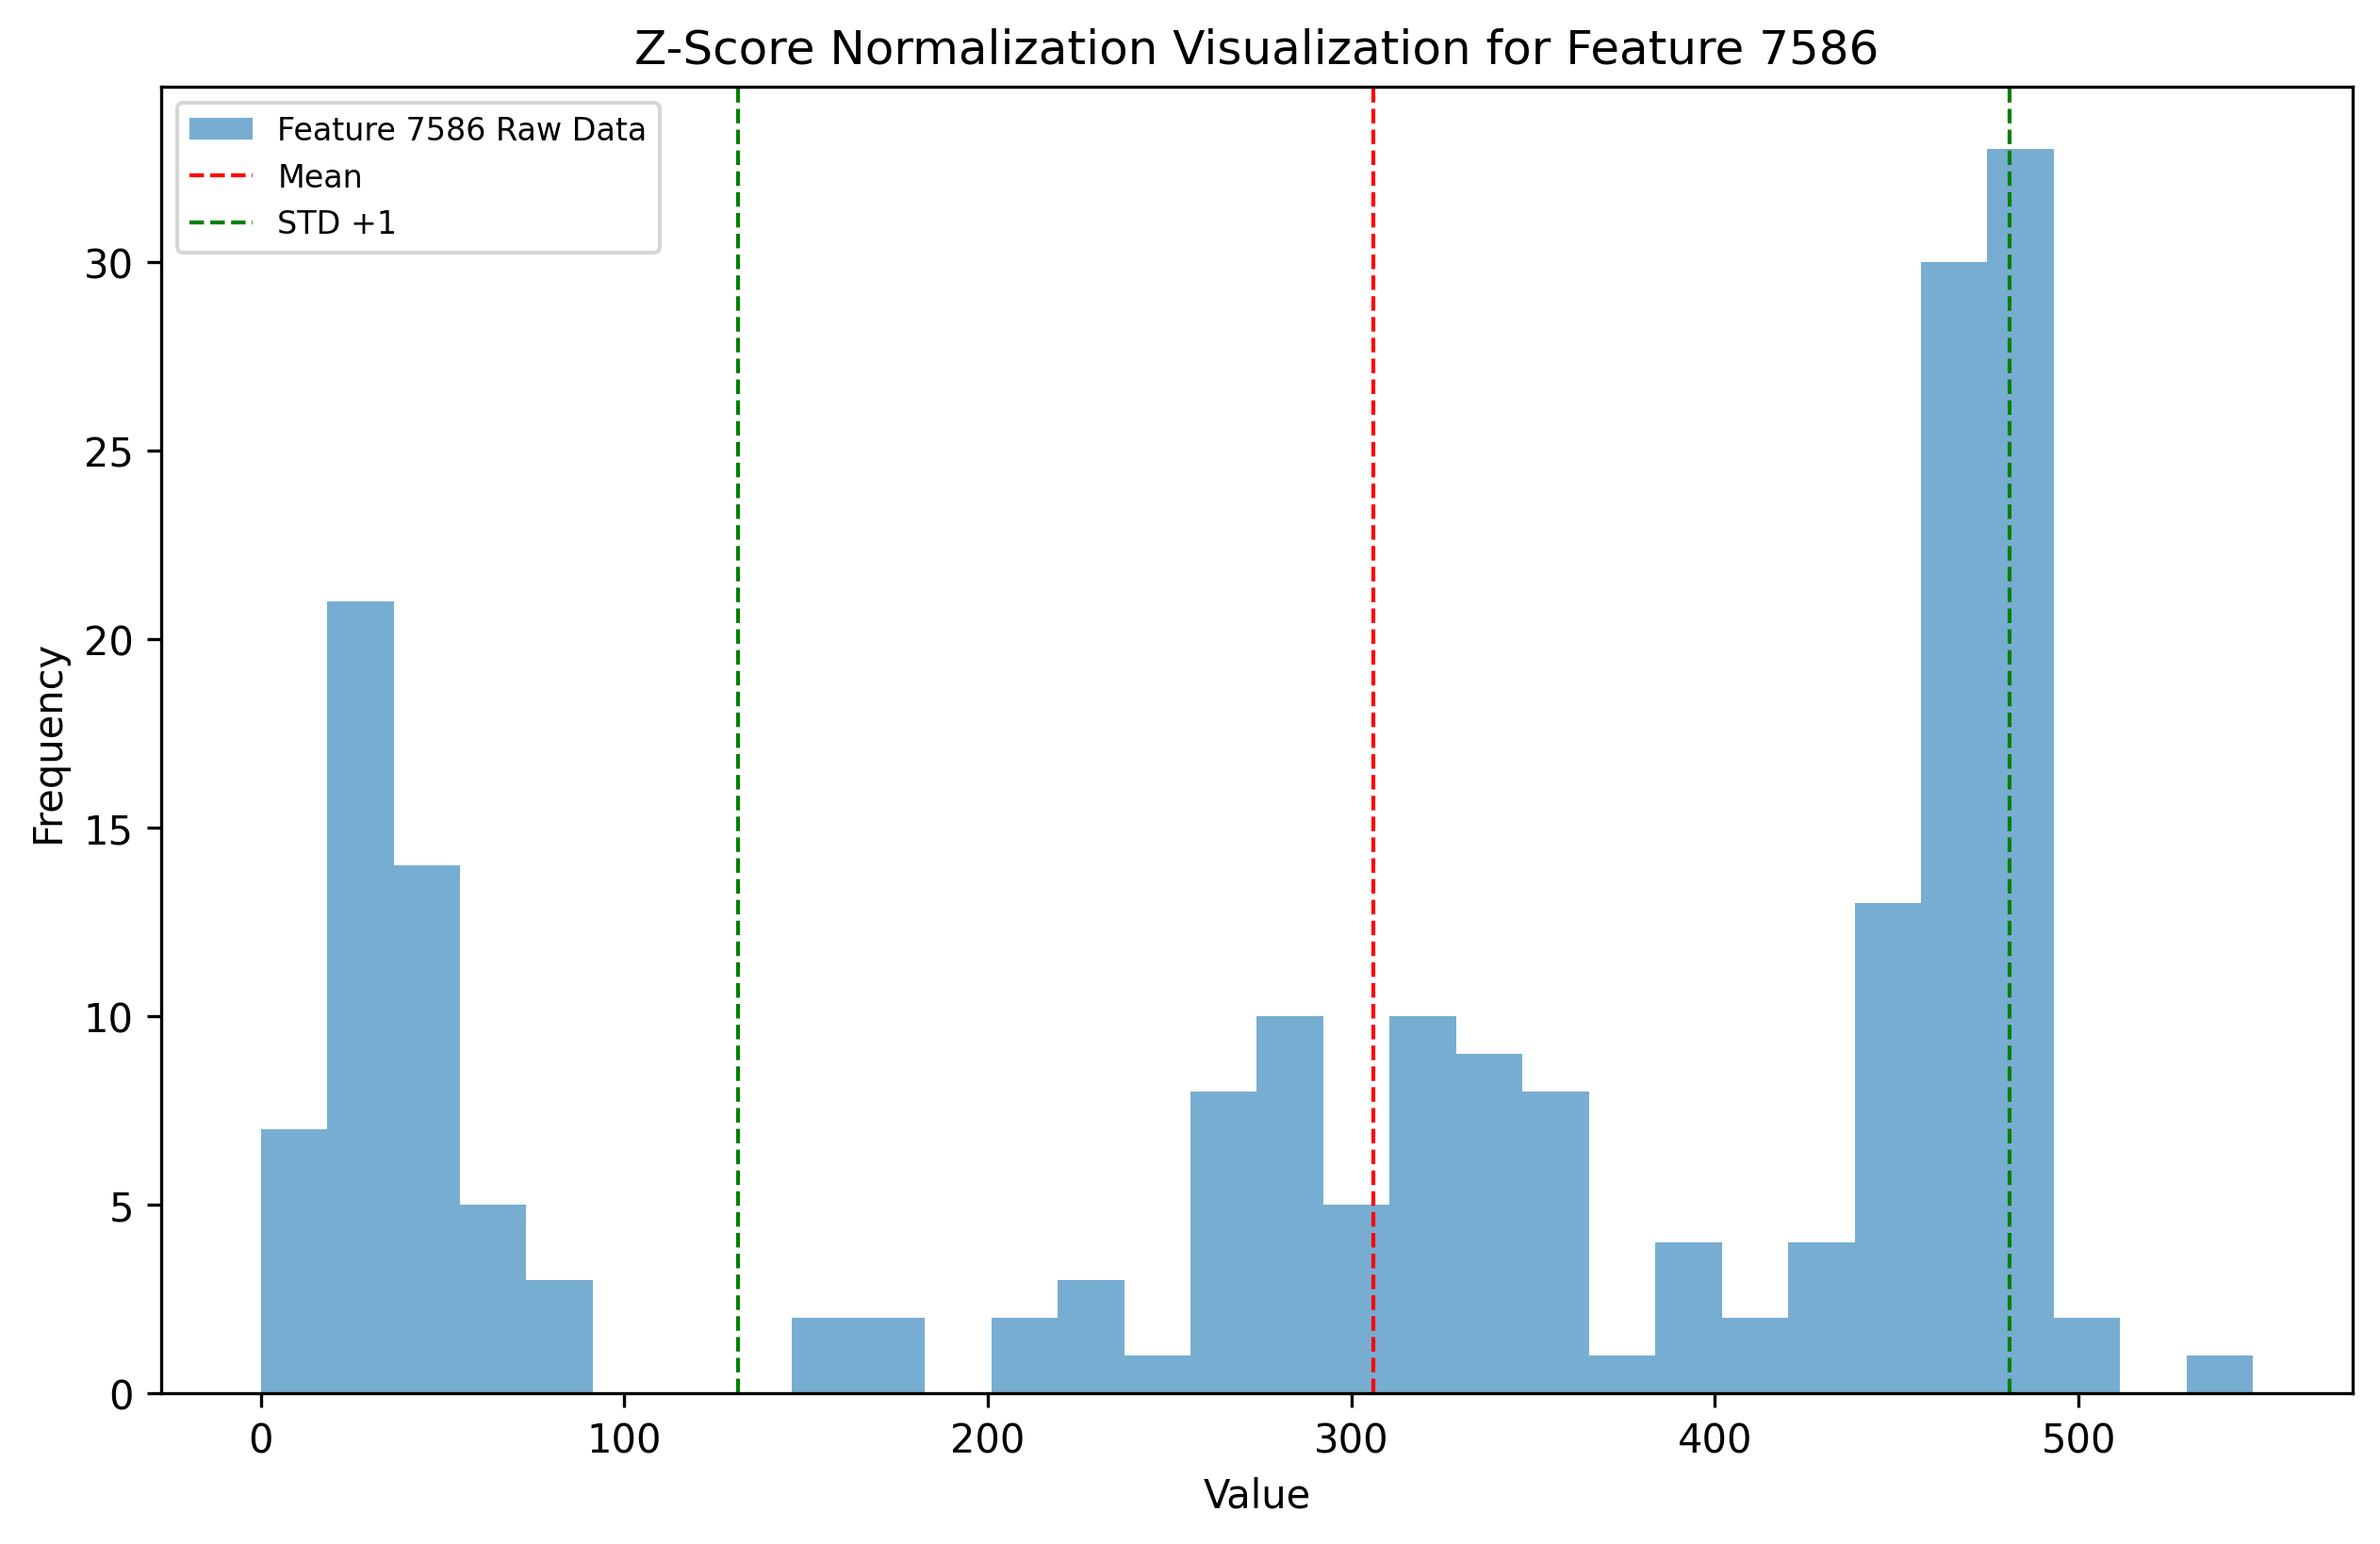 Z-Score Normalization Visualization for Feature 7586
Feature 7586 Raw Data
Mean
STD +1
Frequency
30
25
20
15
10
5
0
0 100 200 300 400 500
Value